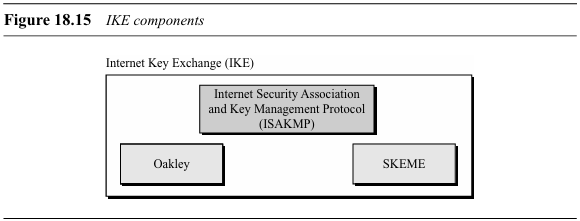 Figure 18.15 IKE components
Internet Key Exchange (IKE)
Internet Security Association
and Key Management Protocol
(ISAKMP)
Oakley
SKEME